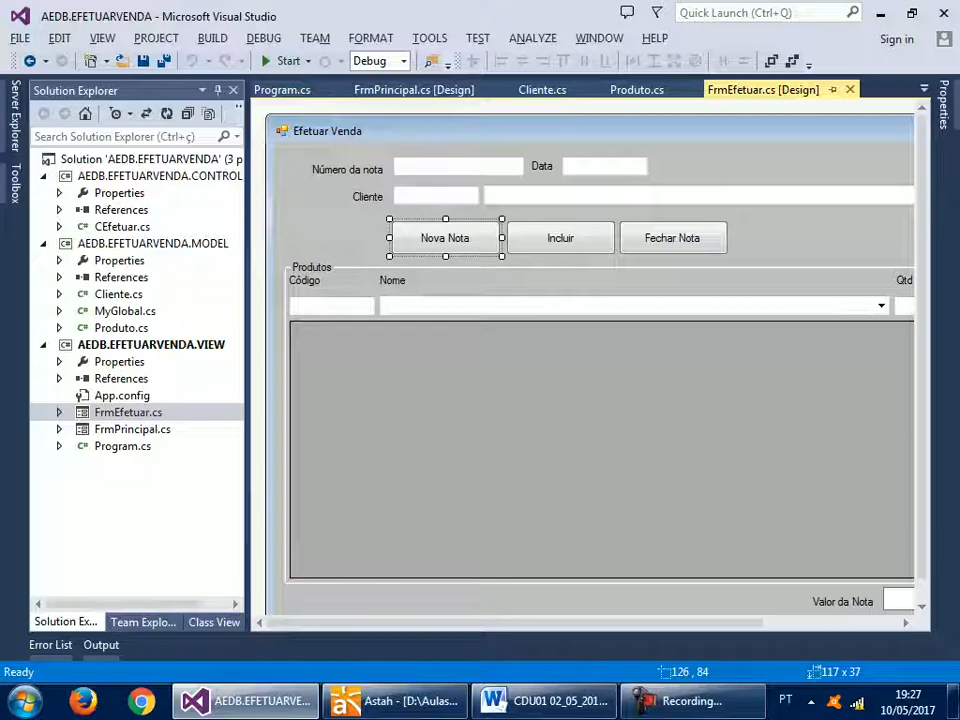 AEDB.EFETUARVENDA - Microsoft Visual Studio
Quick Launch (Ctrl+Q)
FILE EDIT VIEW PROJECT BUILD DEBUG TEAM FORMAT TOOLS TEST ANALYZE WINDOW HELP
Sign in
Start
Debug
Server Explorer
Toolbox
Solution Explorer
Search Solution Explorer (Ctrl+ç)
Solution 'AEDB.EFETUARVENDA' (3 p
AEDB.EFETUARVENDA.CONTROL
Properties
References
CEfetuar.cs
AEDB.EFETUARVENDA.MODEL
Properties
References
Cliente.cs
MyGlobal.cs
Produto.cs
AEDB.EFETUARVENDA.VIEW
Properties
References
App.config
FrmEfetuar.cs
FrmPrincipal.cs
Program.cs
Solution Ex... Team Explo... Class View
Program.cs FrmPrincipal.cs [Design] Cliente.cs Produto.cs FrmEfetuar.cs [Design]
Properties
Efetuar Venda
Número da nota
Data
Cliente
Nova Nota Incluir Fechar Nota
Produtos
Código Nome Qtd
Valor da Nota
Error List Output
Ready
126 , 84
117 x 37
AEDB.EFETUARVE...
Astah - [D:\Aulas...
CDU01 02_05_201...
Recording...
PT
19:27
10/05/2017